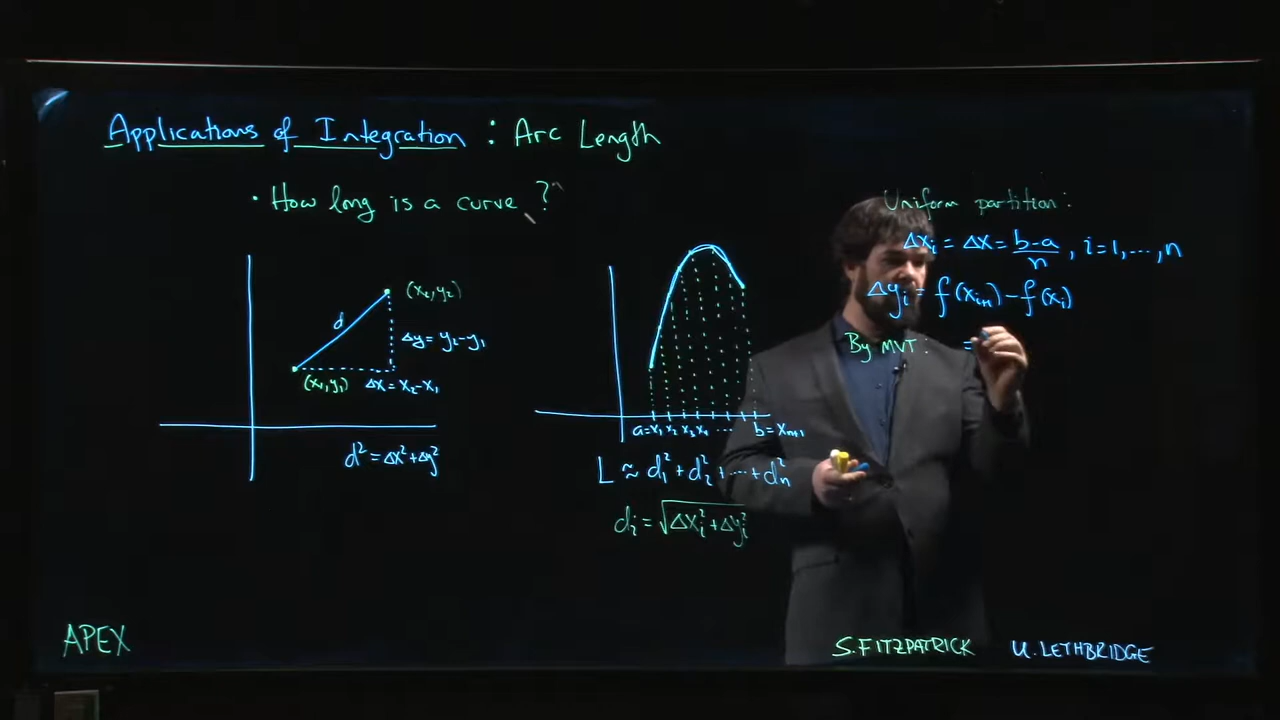 Applications of Integration : Arc Length
· How long is a curve ?
(x₂, y₂)
d
Δy = y₂ - y₁
(x₁, y₁) Δx = x₂ - x₁
d² = Δx² + Δy²
a = x₁ x₂ x₃ x₄ ... b = xₙ₊₁
L ≈ d₁² + d₂² + ... + dₙ²
dᵢ = √(Δxᵢ² + Δyᵢ²)
Uniform partition :
Δxᵢ = Δx = (b-a)/n , i = 1, ..., n
Δyᵢ = f(xᵢ₊₁) - f(xᵢ)
By MVT : =
APEX
S. FITZPATRICK U. LETHBRIDGE